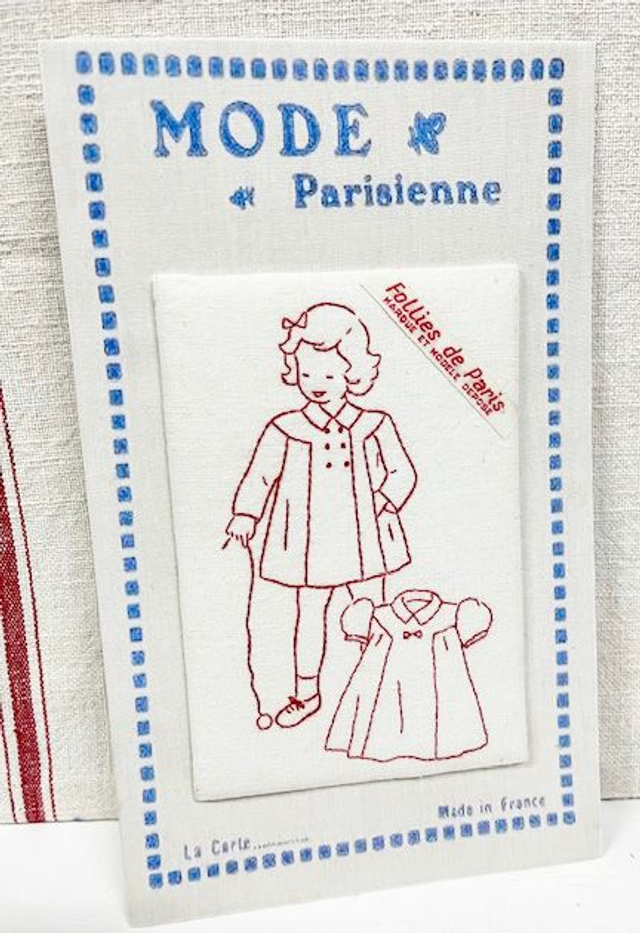 MODE
Parisienne
Follies de Paris
MARQUE ET MODELE DEPOSE
Made in France
La Carte